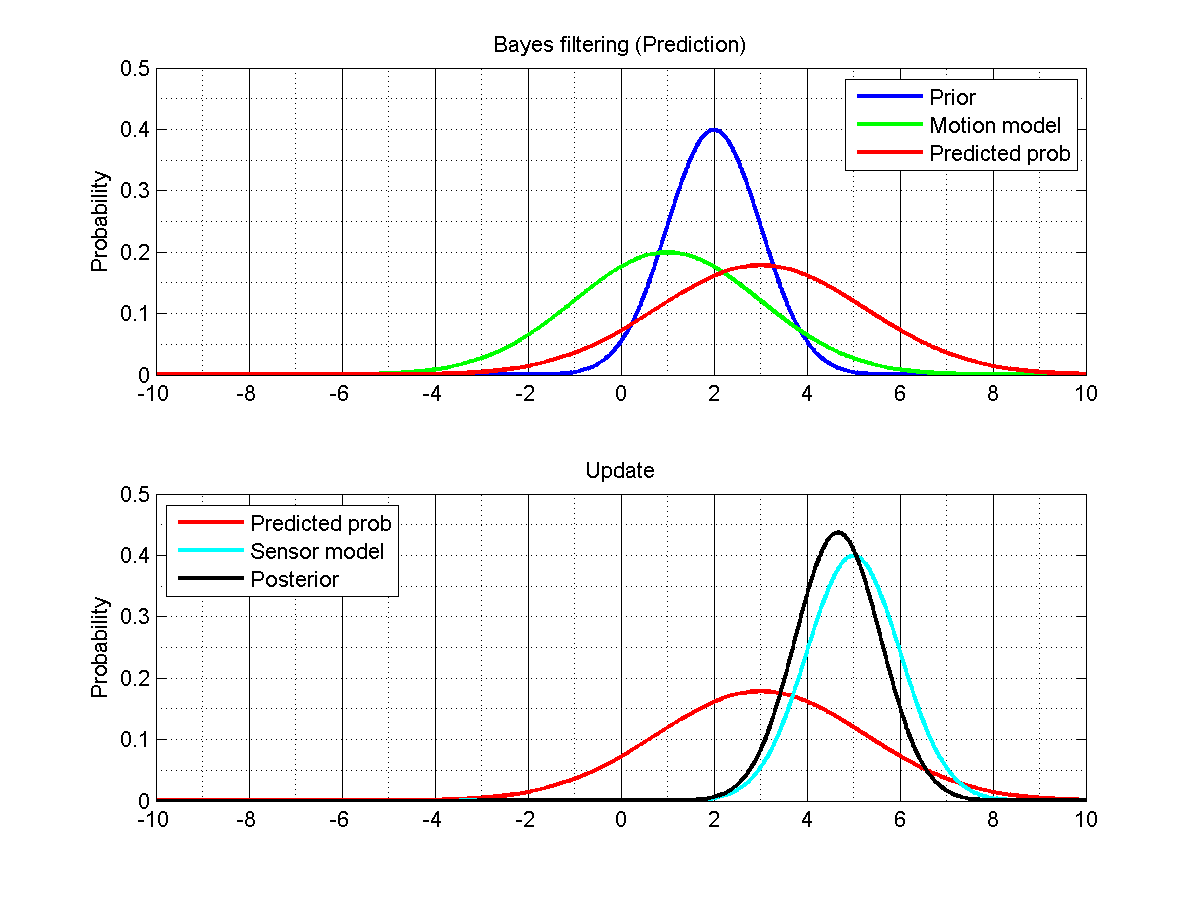 Bayes filtering (Prediction)
0.5
0.4
0.3
0.2
0.1
0
Probability
Prior
Motion model
Predicted prob
-10 -8 -6 -4 -2 0 2 4 6 8 10
Update
0.5
0.4
0.3
0.2
0.1
0
Probability
Predicted prob
Sensor model
Posterior
-10 -8 -6 -4 -2 0 2 4 6 8 10